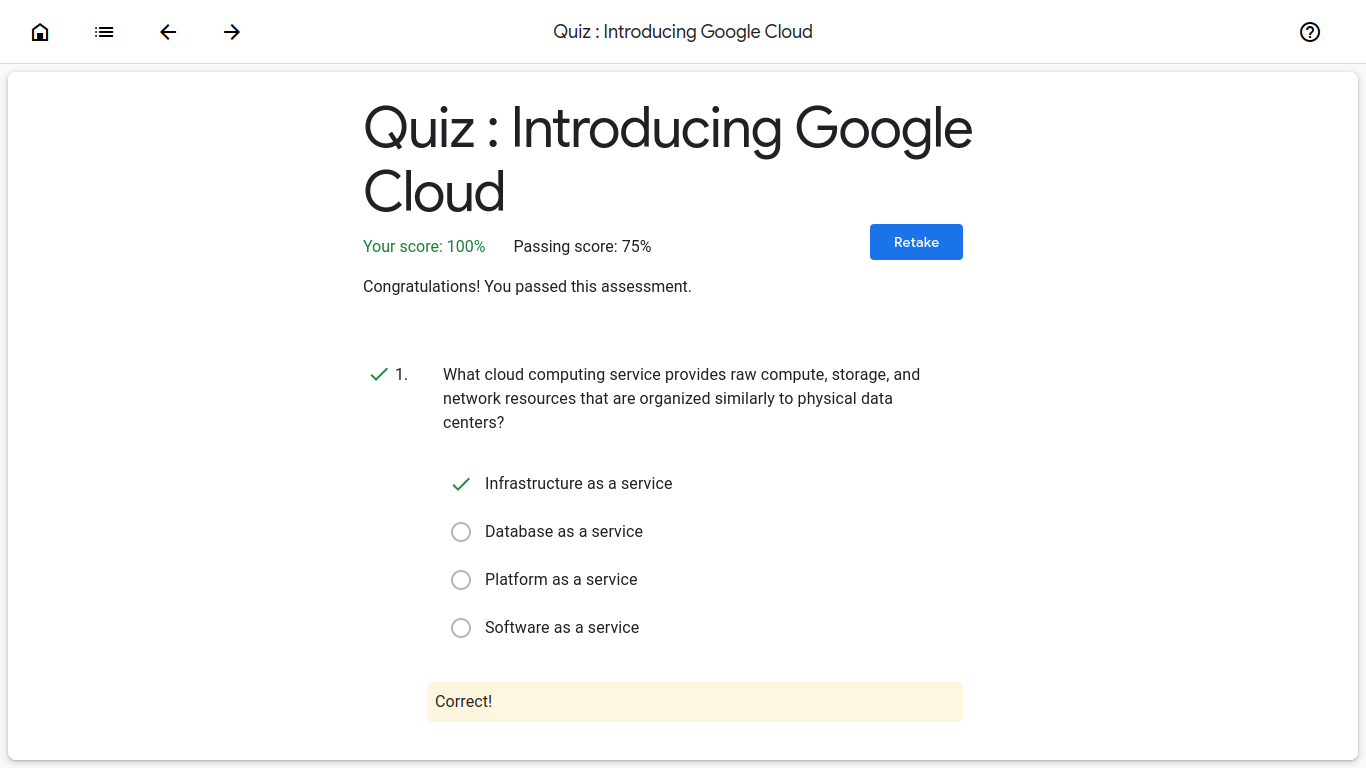 Quiz : Introducing Google Cloud
Quiz : Introducing Google
Cloud
Your score: 100% Passing score: 75%
Retake
Congratulations! You passed this assessment.
1. What cloud computing service provides raw compute, storage, and
network resources that are organized similarly to physical data
centers?
Infrastructure as a service
Database as a service
Platform as a service
Software as a service
Correct!